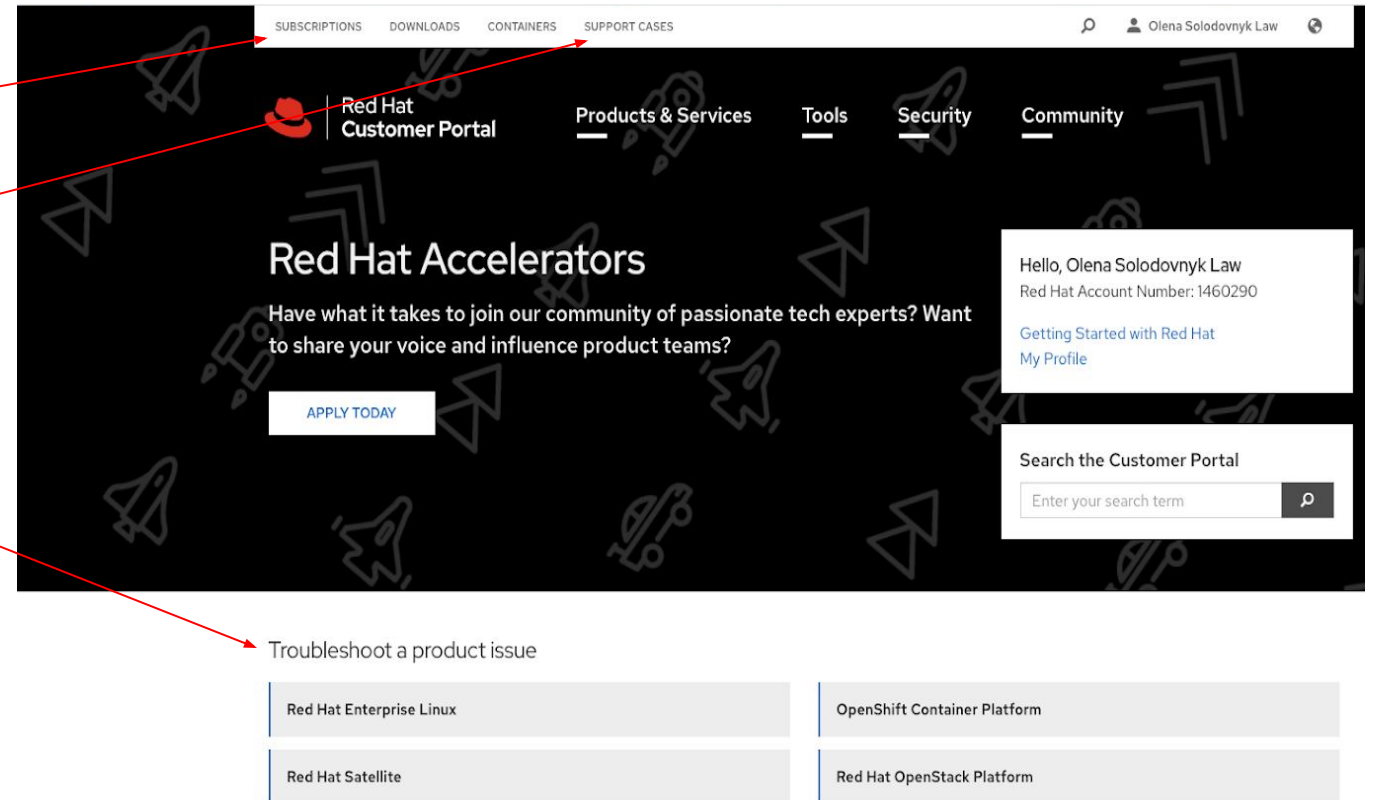 SUBSCRIPTIONS DOWNLOADS CONTAINERS SUPPORT CASES Olena Solodovnyk Law
Red Hat
Customer Portal
Products & Services Tools Security Community
Red Hat Accelerators
Have what it takes to join our community of passionate tech experts? Want
to share your voice and influence product teams?
APPLY TODAY
Hello, Olena Solodovnyk Law
Red Hat Account Number: 1460290
Getting Started with Red Hat
My Profile
Search the Customer Portal
Enter your search term
Troubleshoot a product issue
Red Hat Enterprise Linux OpenShift Container Platform
Red Hat Satellite Red Hat OpenStack Platform